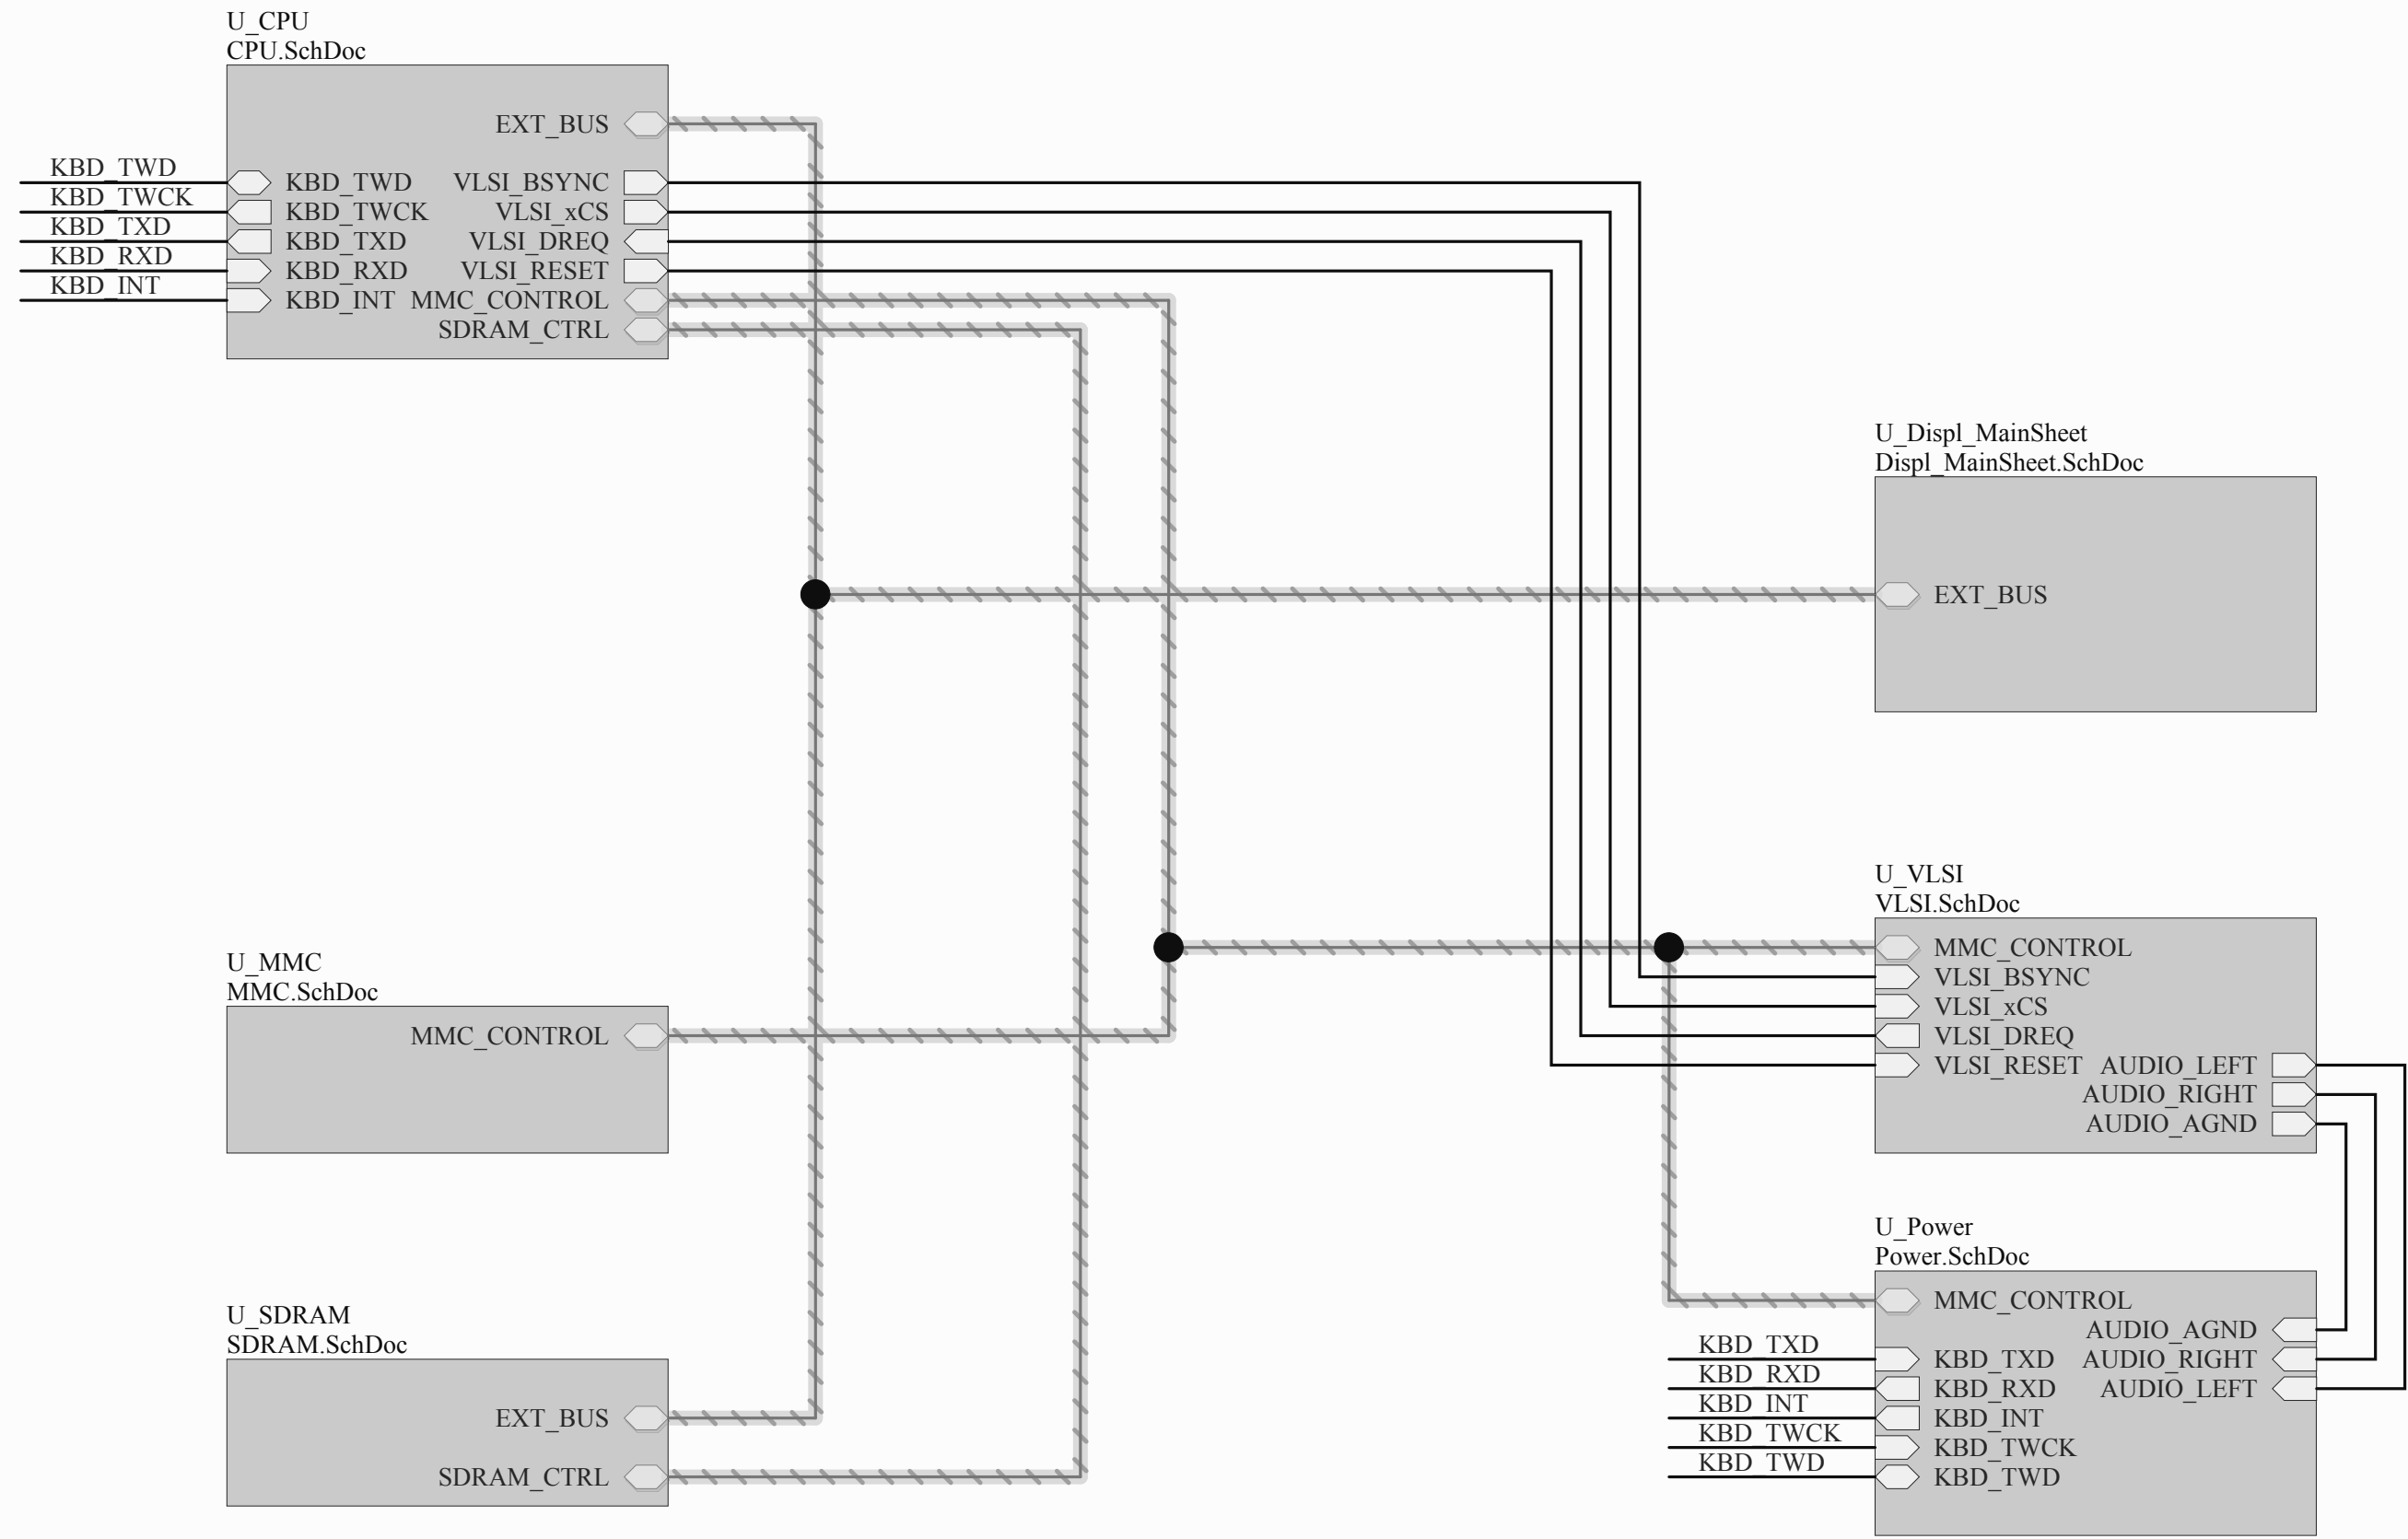 U_CPU
CPU.SchDoc
EXT_BUS
KBD_TWD
KBD_TWD VLSI_BSYNC
KBD_TWCK
KBD_TWCK VLSI_xCS
KBD_TXD
KBD_TXD VLSI_DREQ
KBD_RXD
KBD_RXD VLSI_RESET
KBD_INT
KBD_INT MMC_CONTROL
SDRAM_CTRL
U_Displ_MainSheet
Displ_MainSheet.SchDoc
EXT_BUS
U_VLSI
VLSI.SchDoc
MMC_CONTROL
VLSI_BSYNC
VLSI_xCS
VLSI_DREQ
VLSI_RESET AUDIO_LEFT
AUDIO_RIGHT
AUDIO_AGND
U_MMC
MMC.SchDoc
MMC_CONTROL
U_Power
Power.SchDoc
MMC_CONTROL
AUDIO_AGND
KBD_TXD
KBD_TXD AUDIO_RIGHT
KBD_RXD
KBD_RXD AUDIO_LEFT
KBD_INT
KBD_INT
KBD_TWCK
KBD_TWCK
KBD_TWD
KBD_TWD
U_SDRAM
SDRAM.SchDoc
EXT_BUS
SDRAM_CTRL